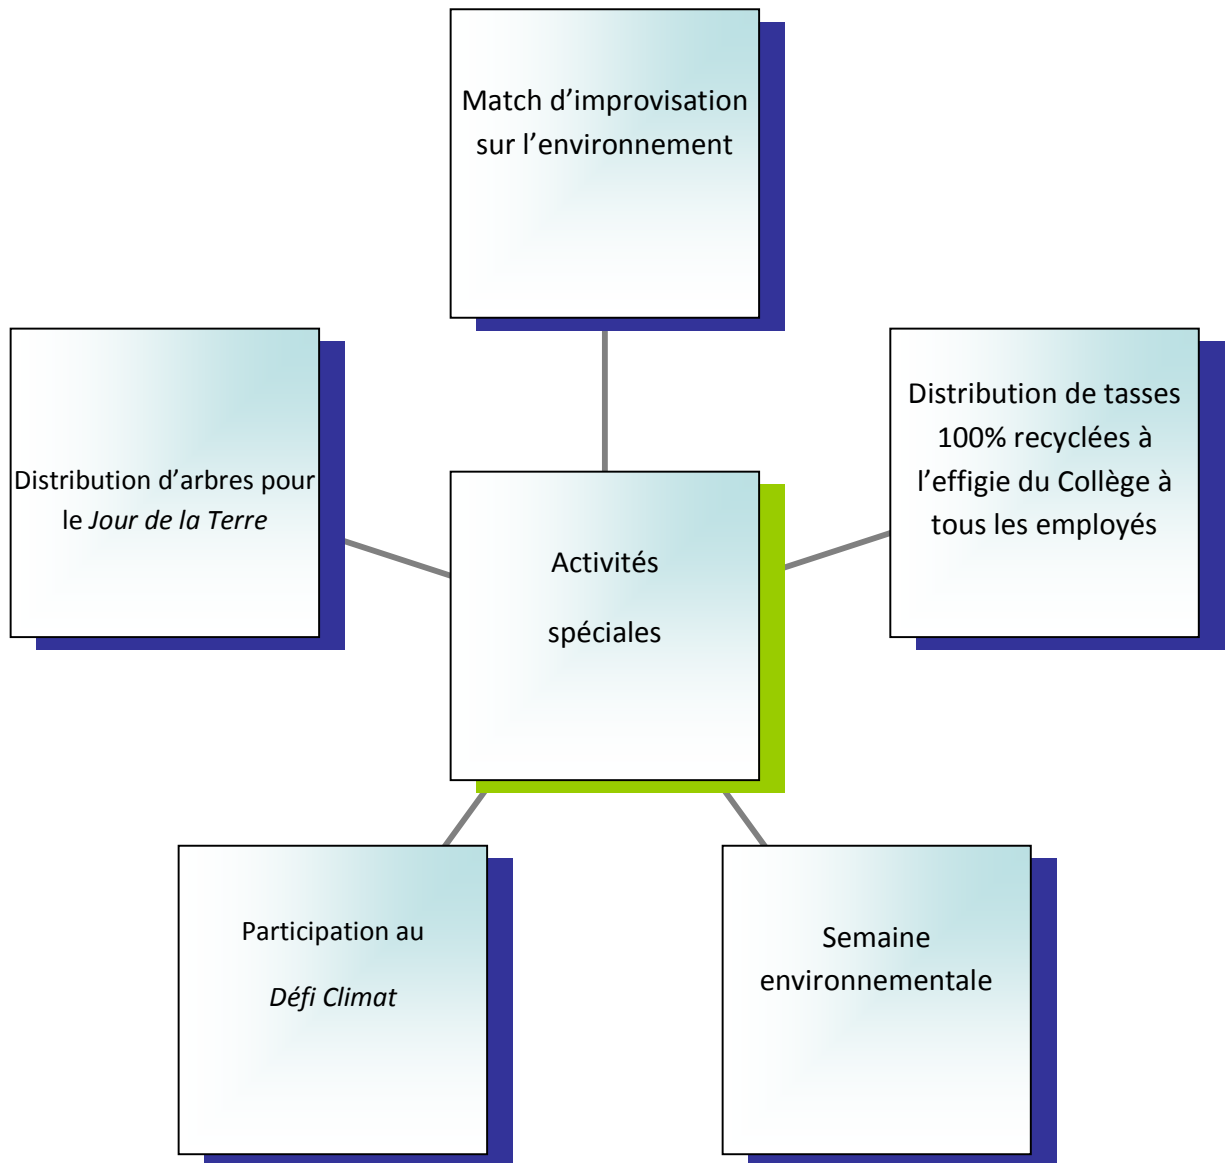 Match d’improvisation
sur l’environnement
Distribution d’arbres pour
le Jour de la Terre
Distribution de tasses
100% recyclées à
l’effigie du Collège à
tous les employés
Activités
spéciales
Participation au
Défi Climat
Semaine
environnementale